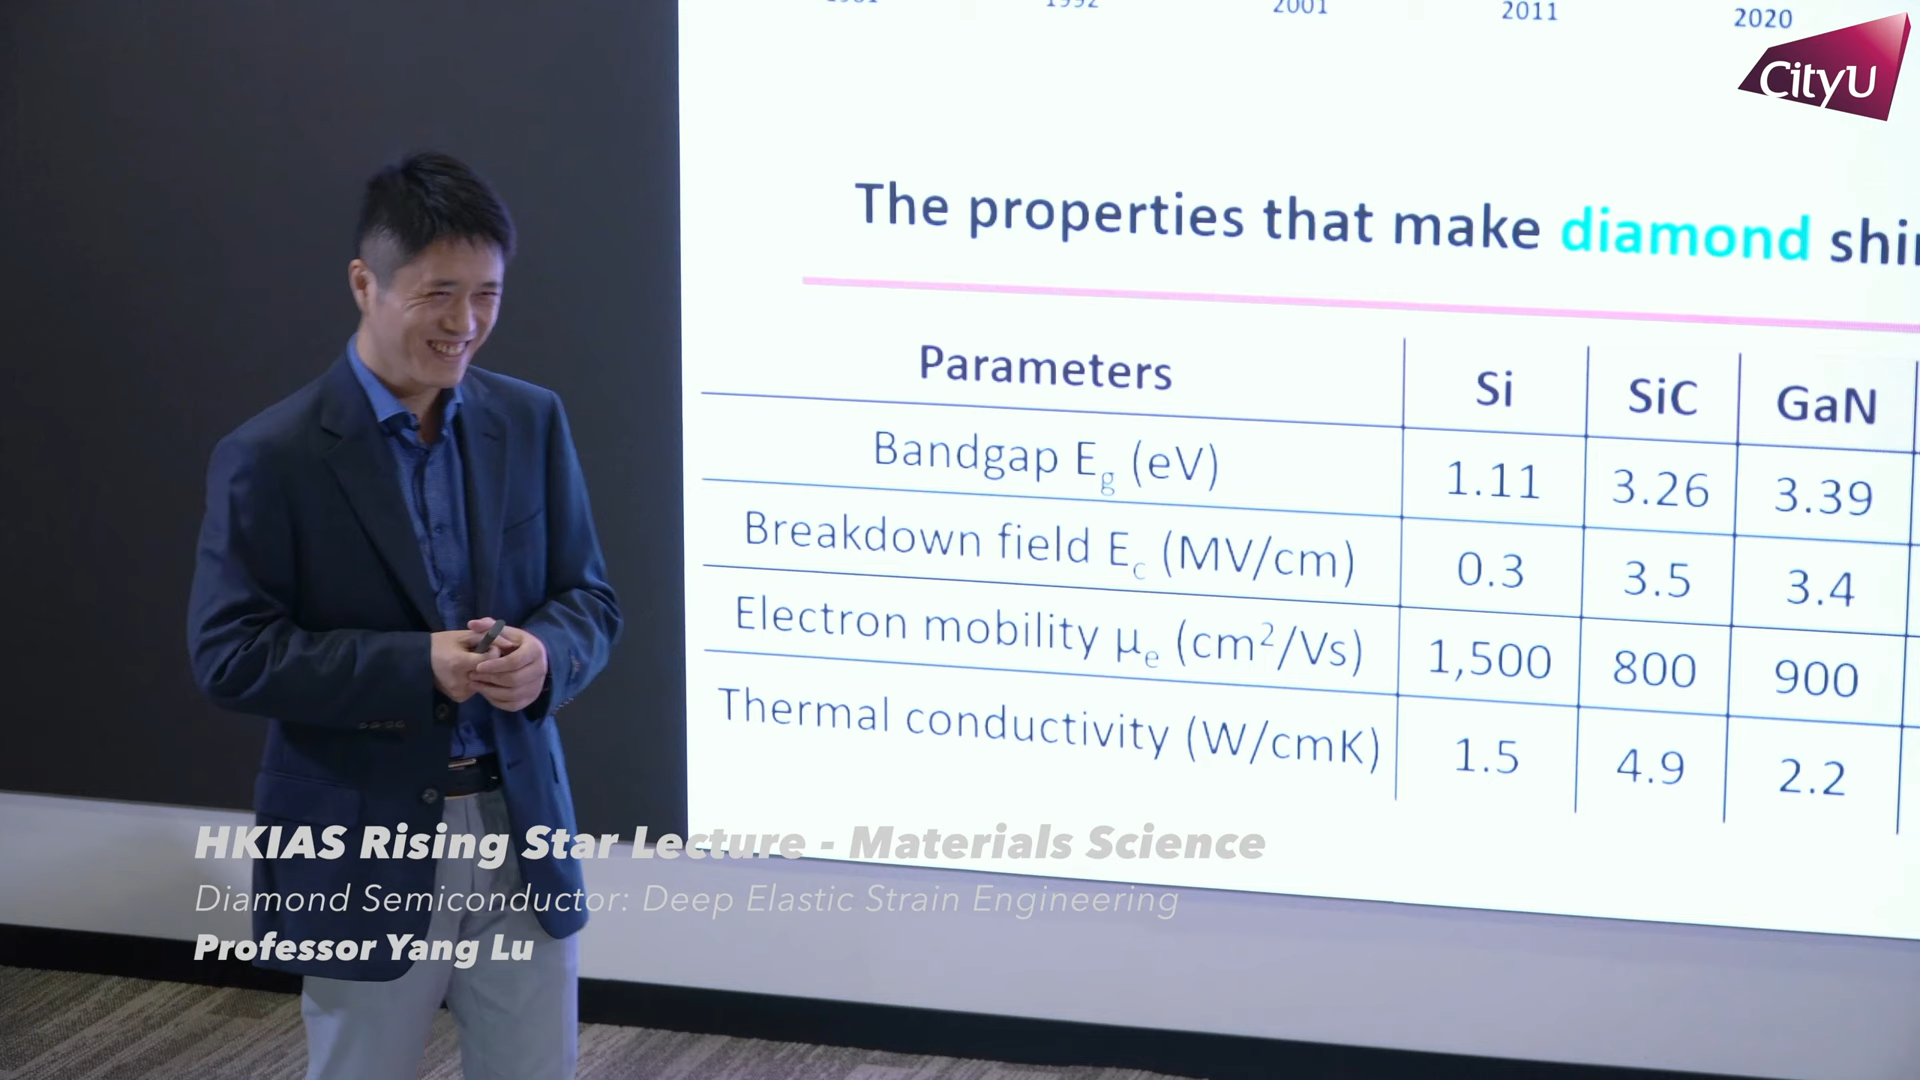 1992
2001
2011
2020
CityU
The properties that make diamond
Parameters Si SiC GaN
Bandgap Eg (eV) 1.11 3.26 3.39
Breakdown field Ec (MV/cm) 0.3 3.5 3.4
Electron mobility μe (cm²/Vs) 1,500 800 900
Thermal conductivity (W/cmK) 1.5 4.9 2.2
HKIAS Rising Star Lecture - Materials Science
Diamond Semiconductor: Deep Elastic Strain Engineering
Professor Yang Lu